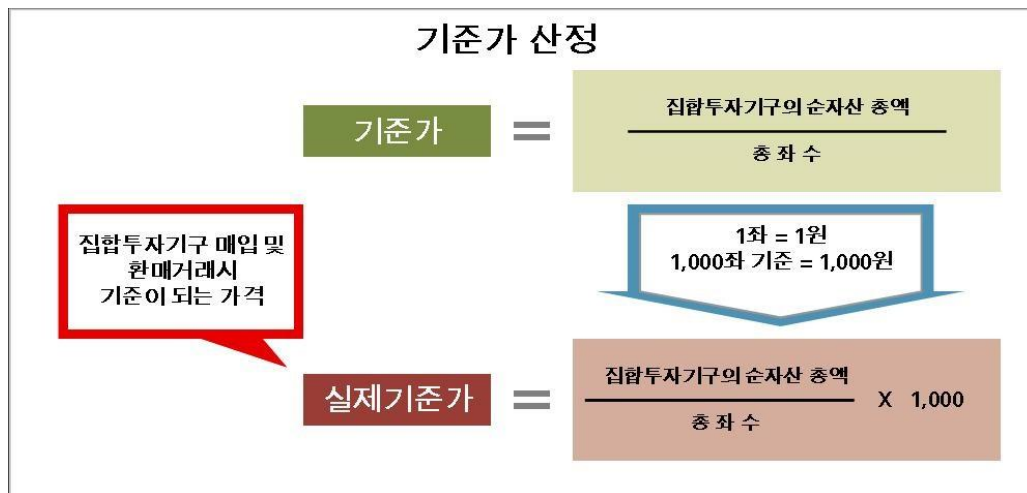 기준가 산정
기준가 = 집합투자기구의 순자산 총액
총 좌 수
집합투자기구 매입 및
환매거래시
기준이 되는 가격
1좌 = 1원
1,000좌 기준 = 1,000원
실제기준가 = 집합투자기구의 순자산 총액
총 좌 수
X 1,000